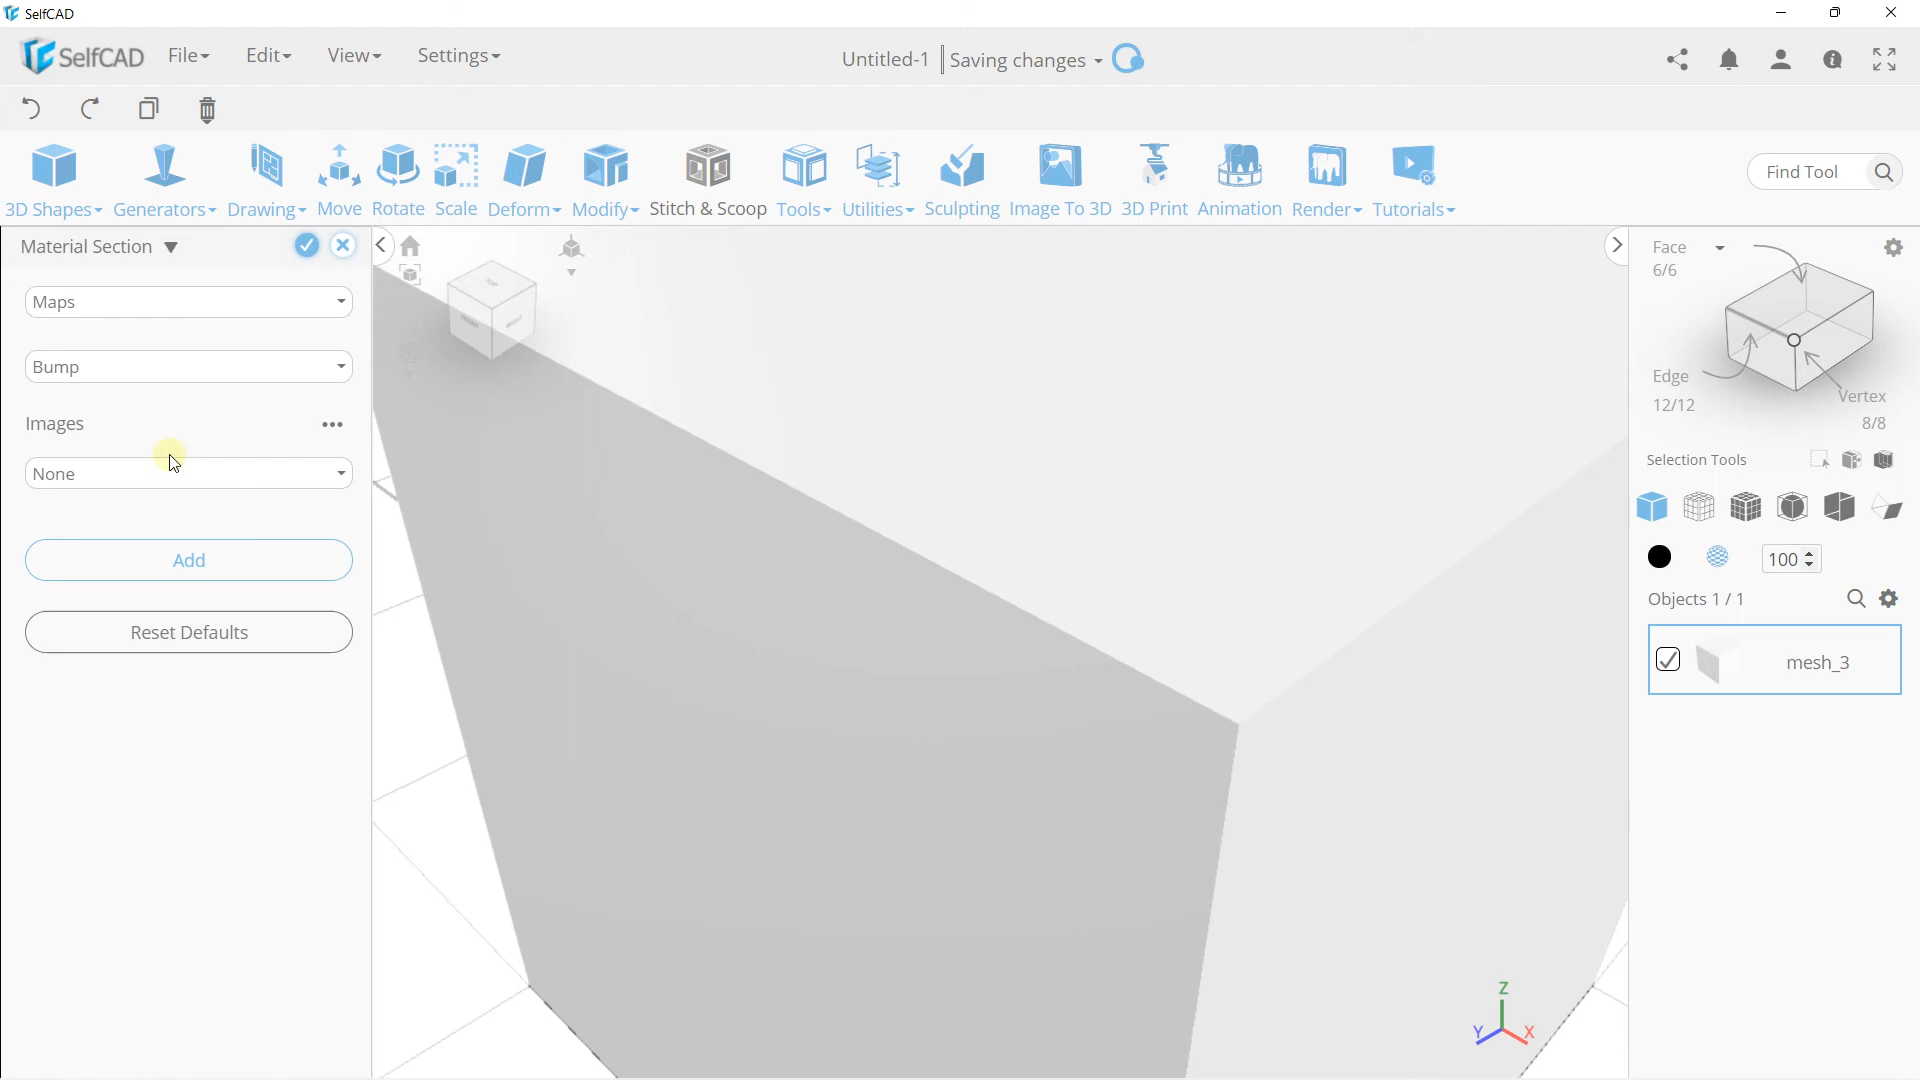 SelfCAD
SelfCAD File Edit View Settings
Untitled-1 Saving changes
3D Shapes Generators Drawing Move Rotate Scale Deform Modify Stitch & Scoop Tools Utilities Sculpting Image To 3D 3D Print Animation Render Tutorials
Find Tool
Material Section
Maps
Bump
Images
None
Add
Reset Defaults
TOP
Face
6/6
Edge
12/12
Vertex
8/8
Selection Tools
100
Objects 1 / 1
mesh_3
Z
Y
X